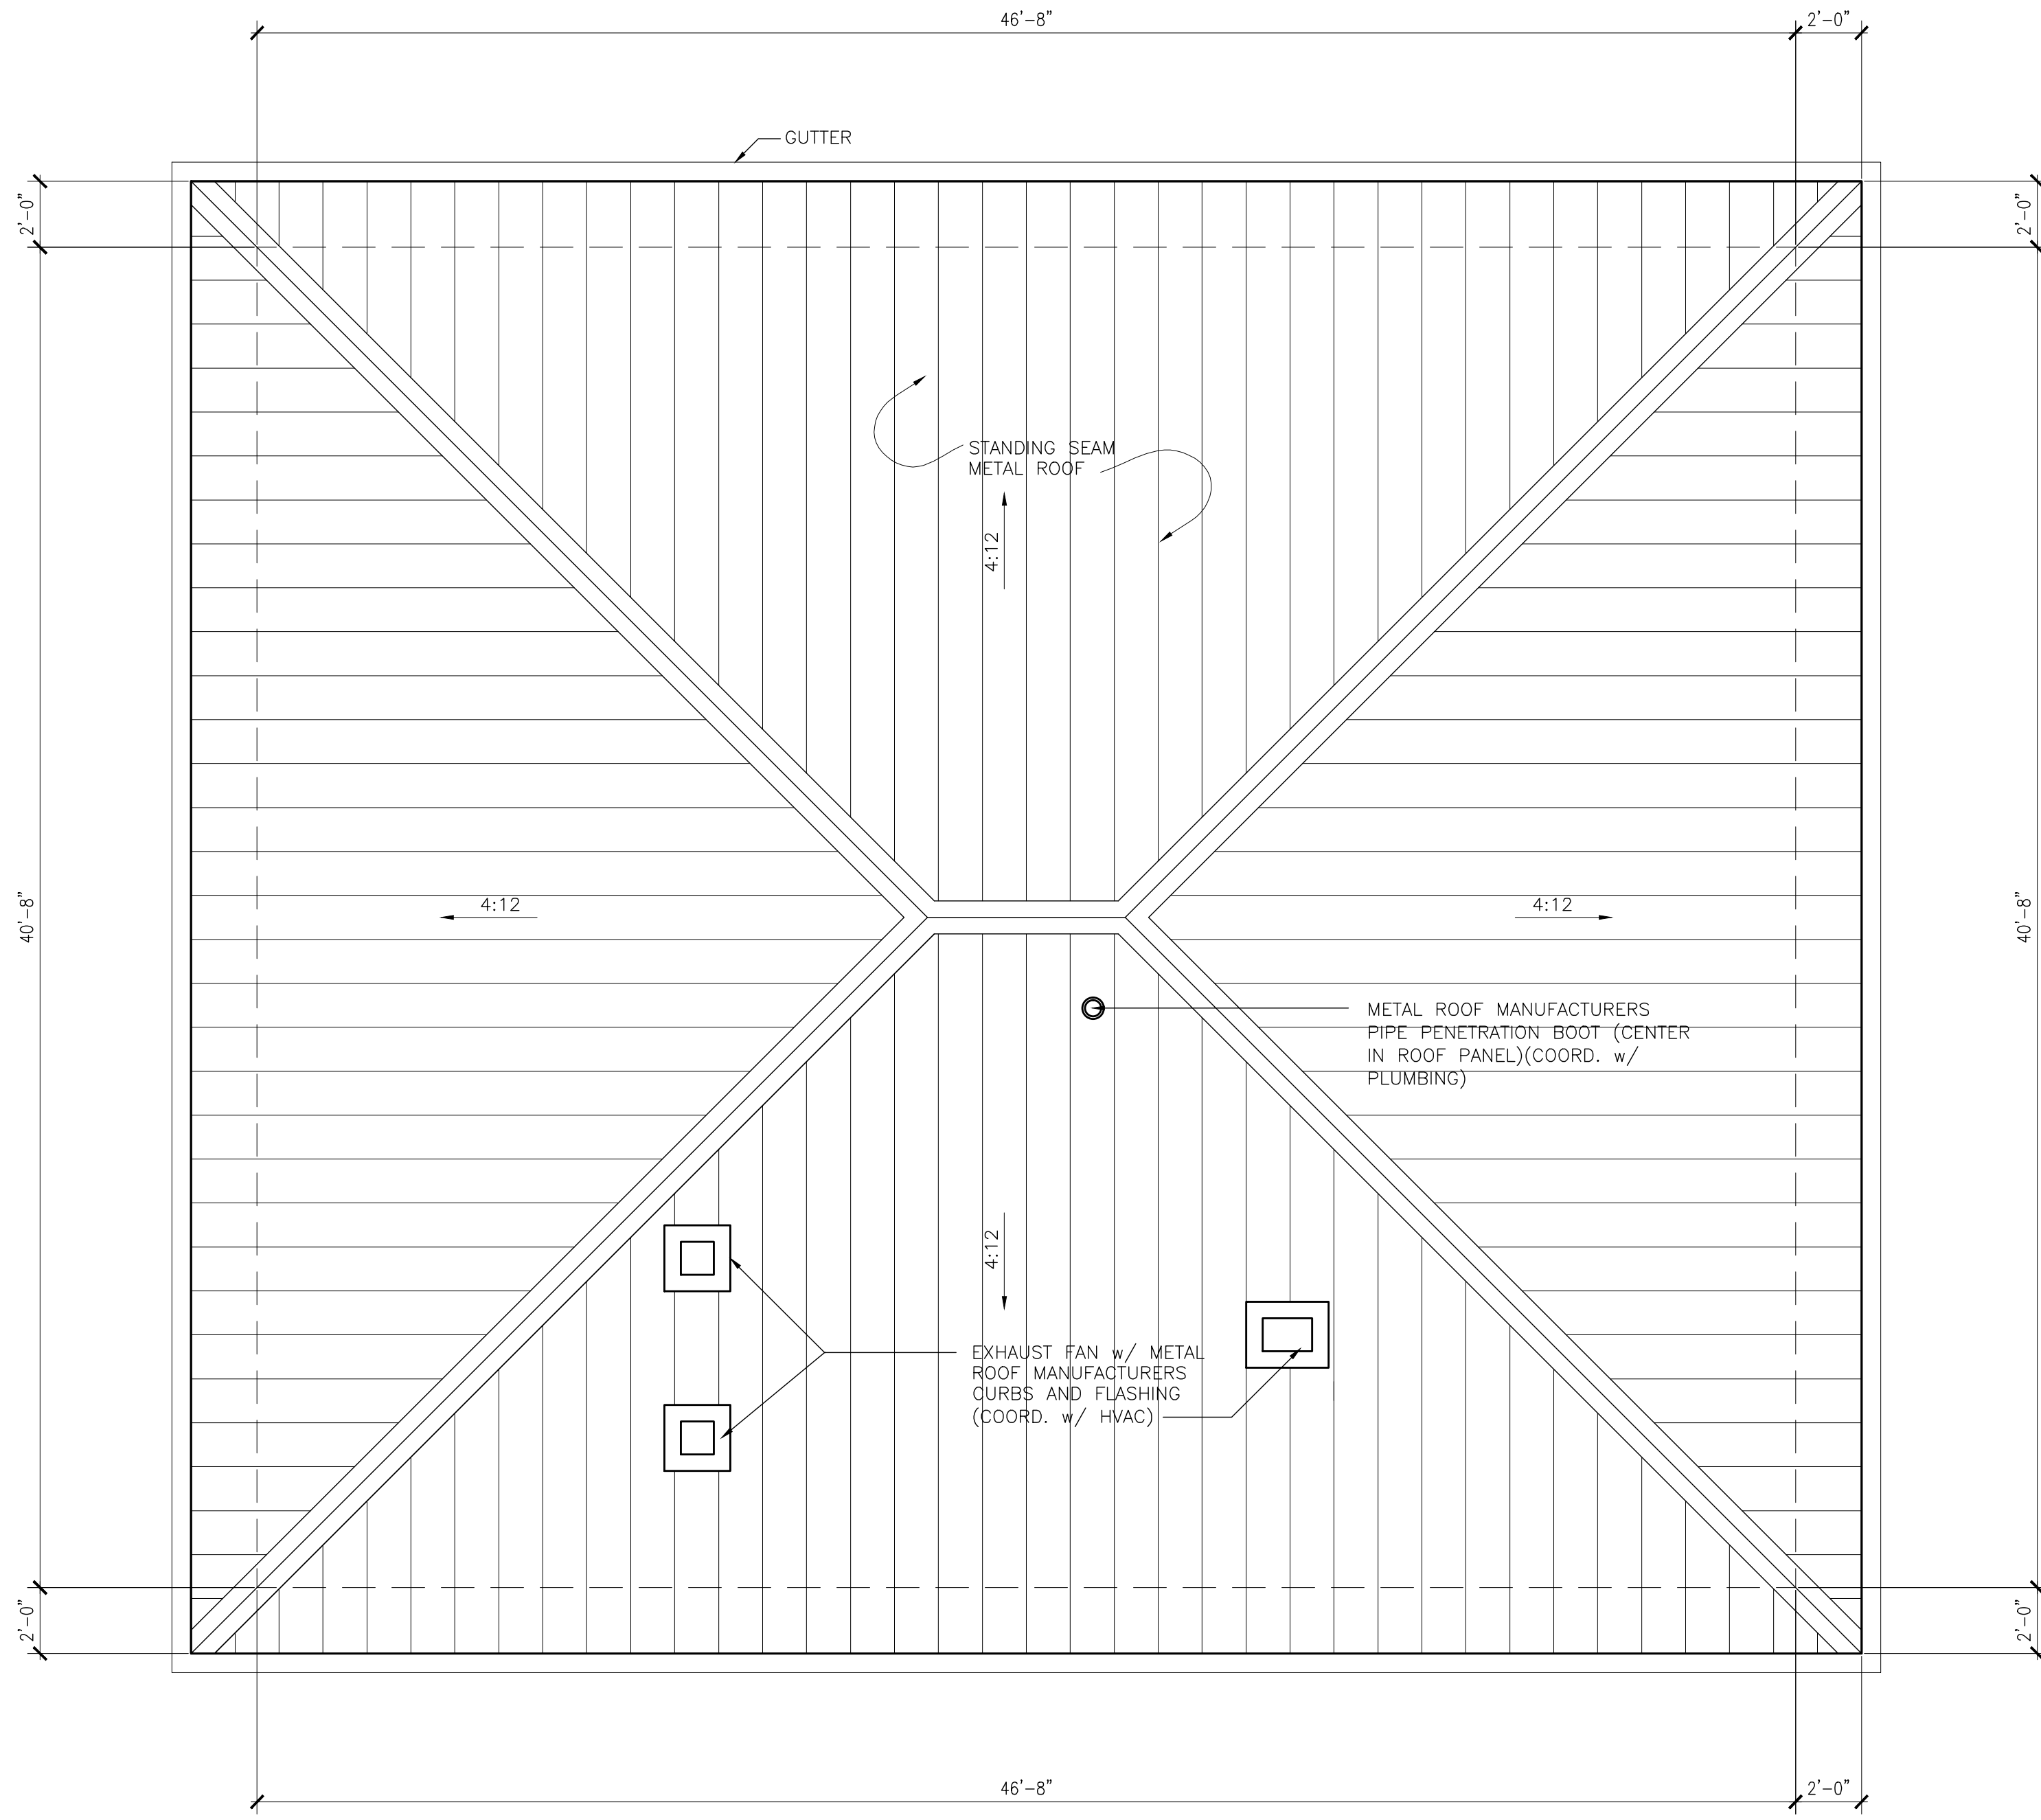 46'-8" 2'-0"
GUTTER
2'-0" 2'-0"
STANDING SEAM
METAL ROOF
4:12
40'-8" 4:12 4:12 40'-8"
METAL ROOF MANUFACTURERS
PIPE PENETRATION BOOT (CENTER
IN ROOF PANEL)(COORD. w/
PLUMBING)
4:12
EXHAUST FAN w/ METAL
ROOF MANUFACTURERS
CURBS AND FLASHING
(COORD. w/ HVAC)
2'-0" 2'-0"
46'-8" 2'-0"